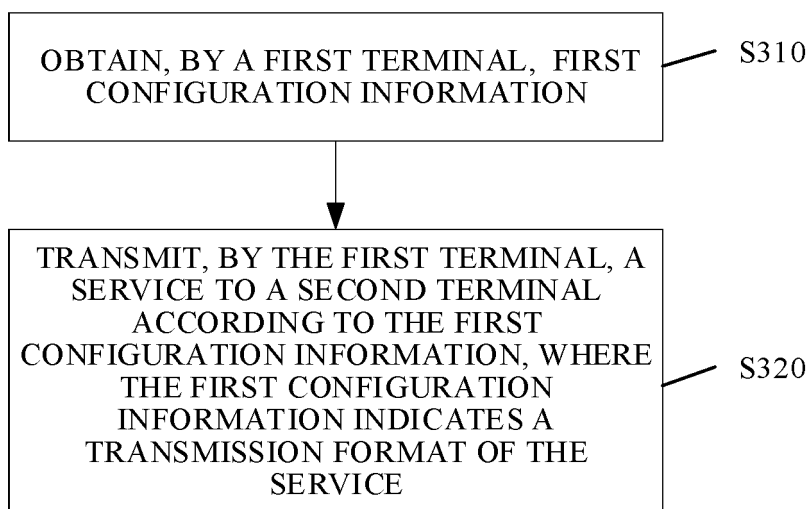 OBTAIN, BY A FIRST TERMINAL, FIRST
CONFIGURATION INFORMATION
S310
TRANSMIT, BY THE FIRST TERMINAL, A
SERVICE TO A SECOND TERMINAL
ACCORDING TO THE FIRST
CONFIGURATION INFORMATION, WHERE
THE FIRST CONFIGURATION
INFORMATION INDICATES A
TRANSMISSION FORMAT OF THE
SERVICE
S320